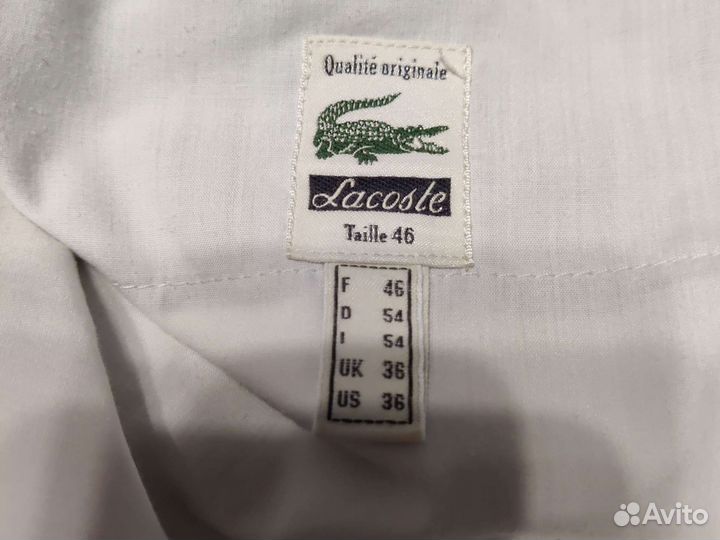 Qualité originale
Lacoste
Taille 46
F 46
D 54
I 54
UK 36
US 36
Avito